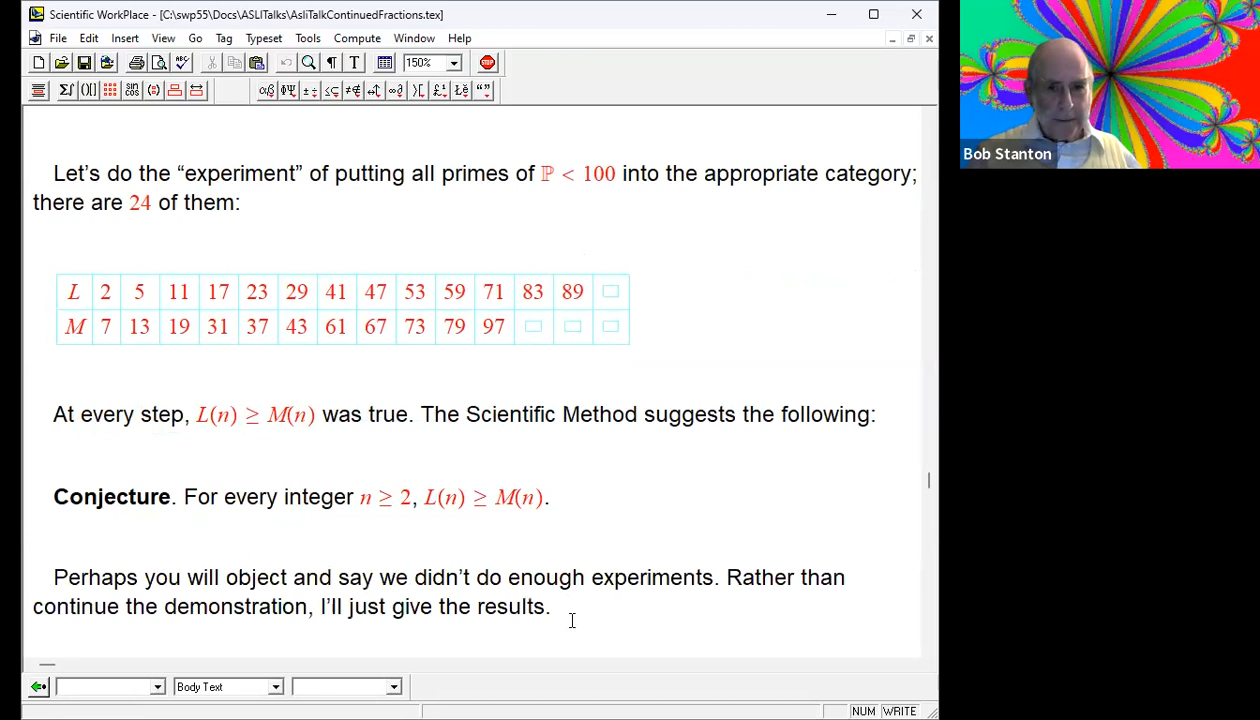 Scientific WorkPlace - [C:\swp55\Docs\ASLITalks\AsliTalkContinuedFractions.tex]
File Edit Insert View Go Tag Typeset Tools Compute Window Help
150%
Let's do the “experiment” of putting all primes of ℙ < 100 into the appropriate category;
there are 24 of them:
L 2 5 11 17 23 29 41 47 53 59 71 83 89
M 7 13 19 31 37 43 61 67 73 79 97
At every step, L(n) ≥ M(n) was true. The Scientific Method suggests the following:
Conjecture. For every integer n ≥ 2, L(n) ≥ M(n).
Perhaps you will object and say we didn't do enough experiments. Rather than
continue the demonstration, I'll just give the results.
Body Text
NUM WRITE
Bob Stanton